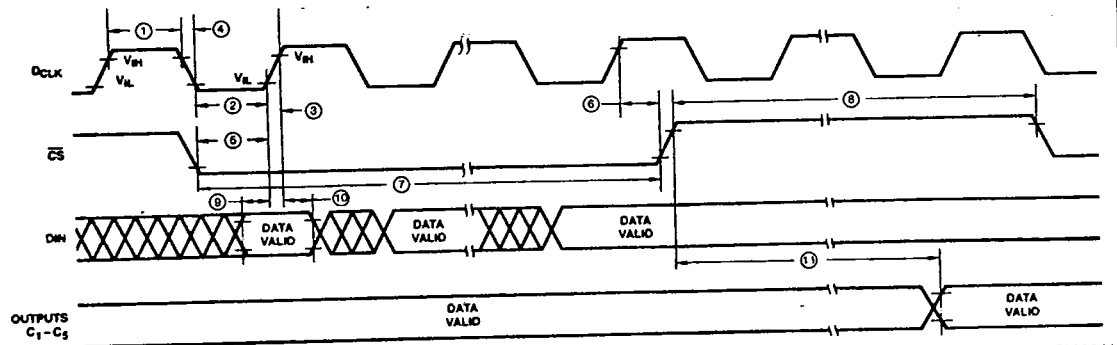 ① ④
DCLK VIH VIL VIL VIH
② ③ ⑥ ⑧
CS ⑤
⑦
⑨ ⑩
DIN DATA VALID DATA VALID DATA VALID
⑪
OUTPUTS C1-C5 DATA VALID DATA VALID